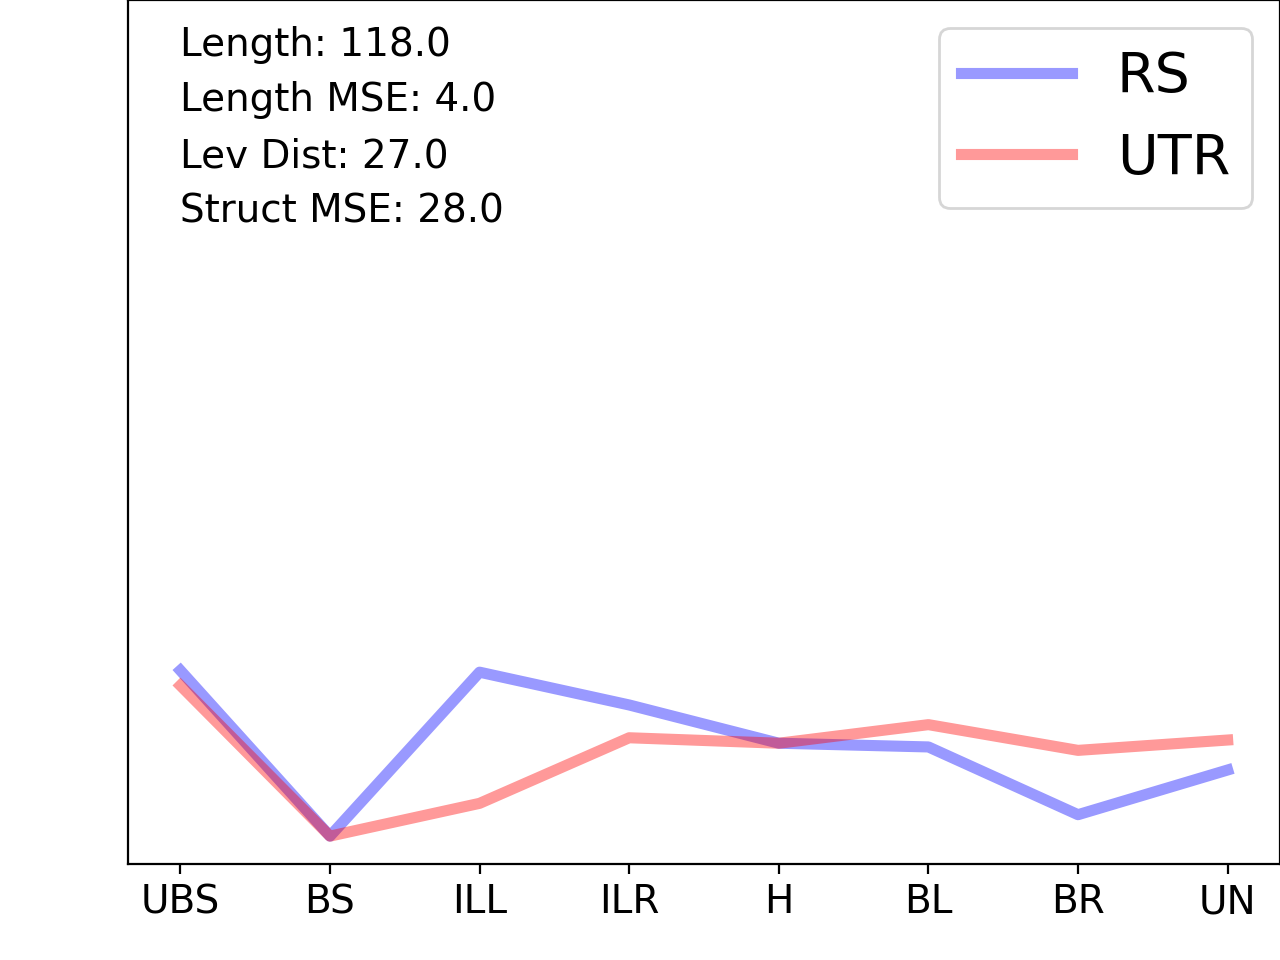 Length: 118.0
Length MSE: 4.0
Lev Dist: 27.0
Struct MSE: 28.0
RS
UTR
UBS BS ILL ILR H BL BR UN